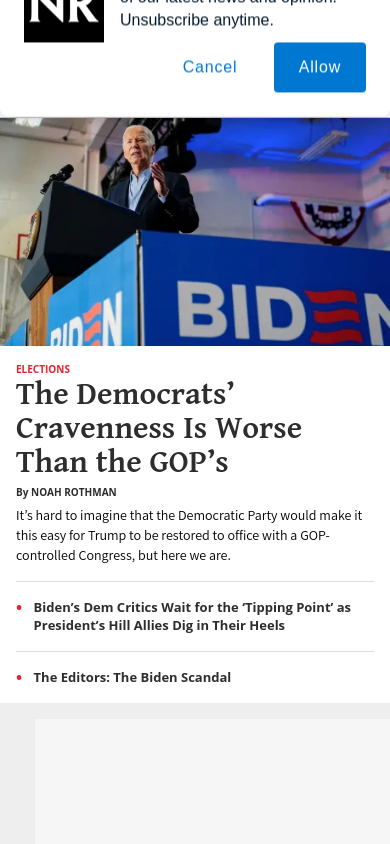 of our latest news and opinion.
NR
Unsubscribe anytime.
Cancel
Allow
BIDEN
BIDEN
ELECTIONS
The Democrats’
Cravenness Is Worse
Than the GOP’s
By NOAH ROTHMAN
It’s hard to imagine that the Democratic Party would make it
this easy for Trump to be restored to office with a GOP-
controlled Congress, but here we are.
• Biden’s Dem Critics Wait for the ‘Tipping Point’ as
President’s Hill Allies Dig in Their Heels
• The Editors: The Biden Scandal